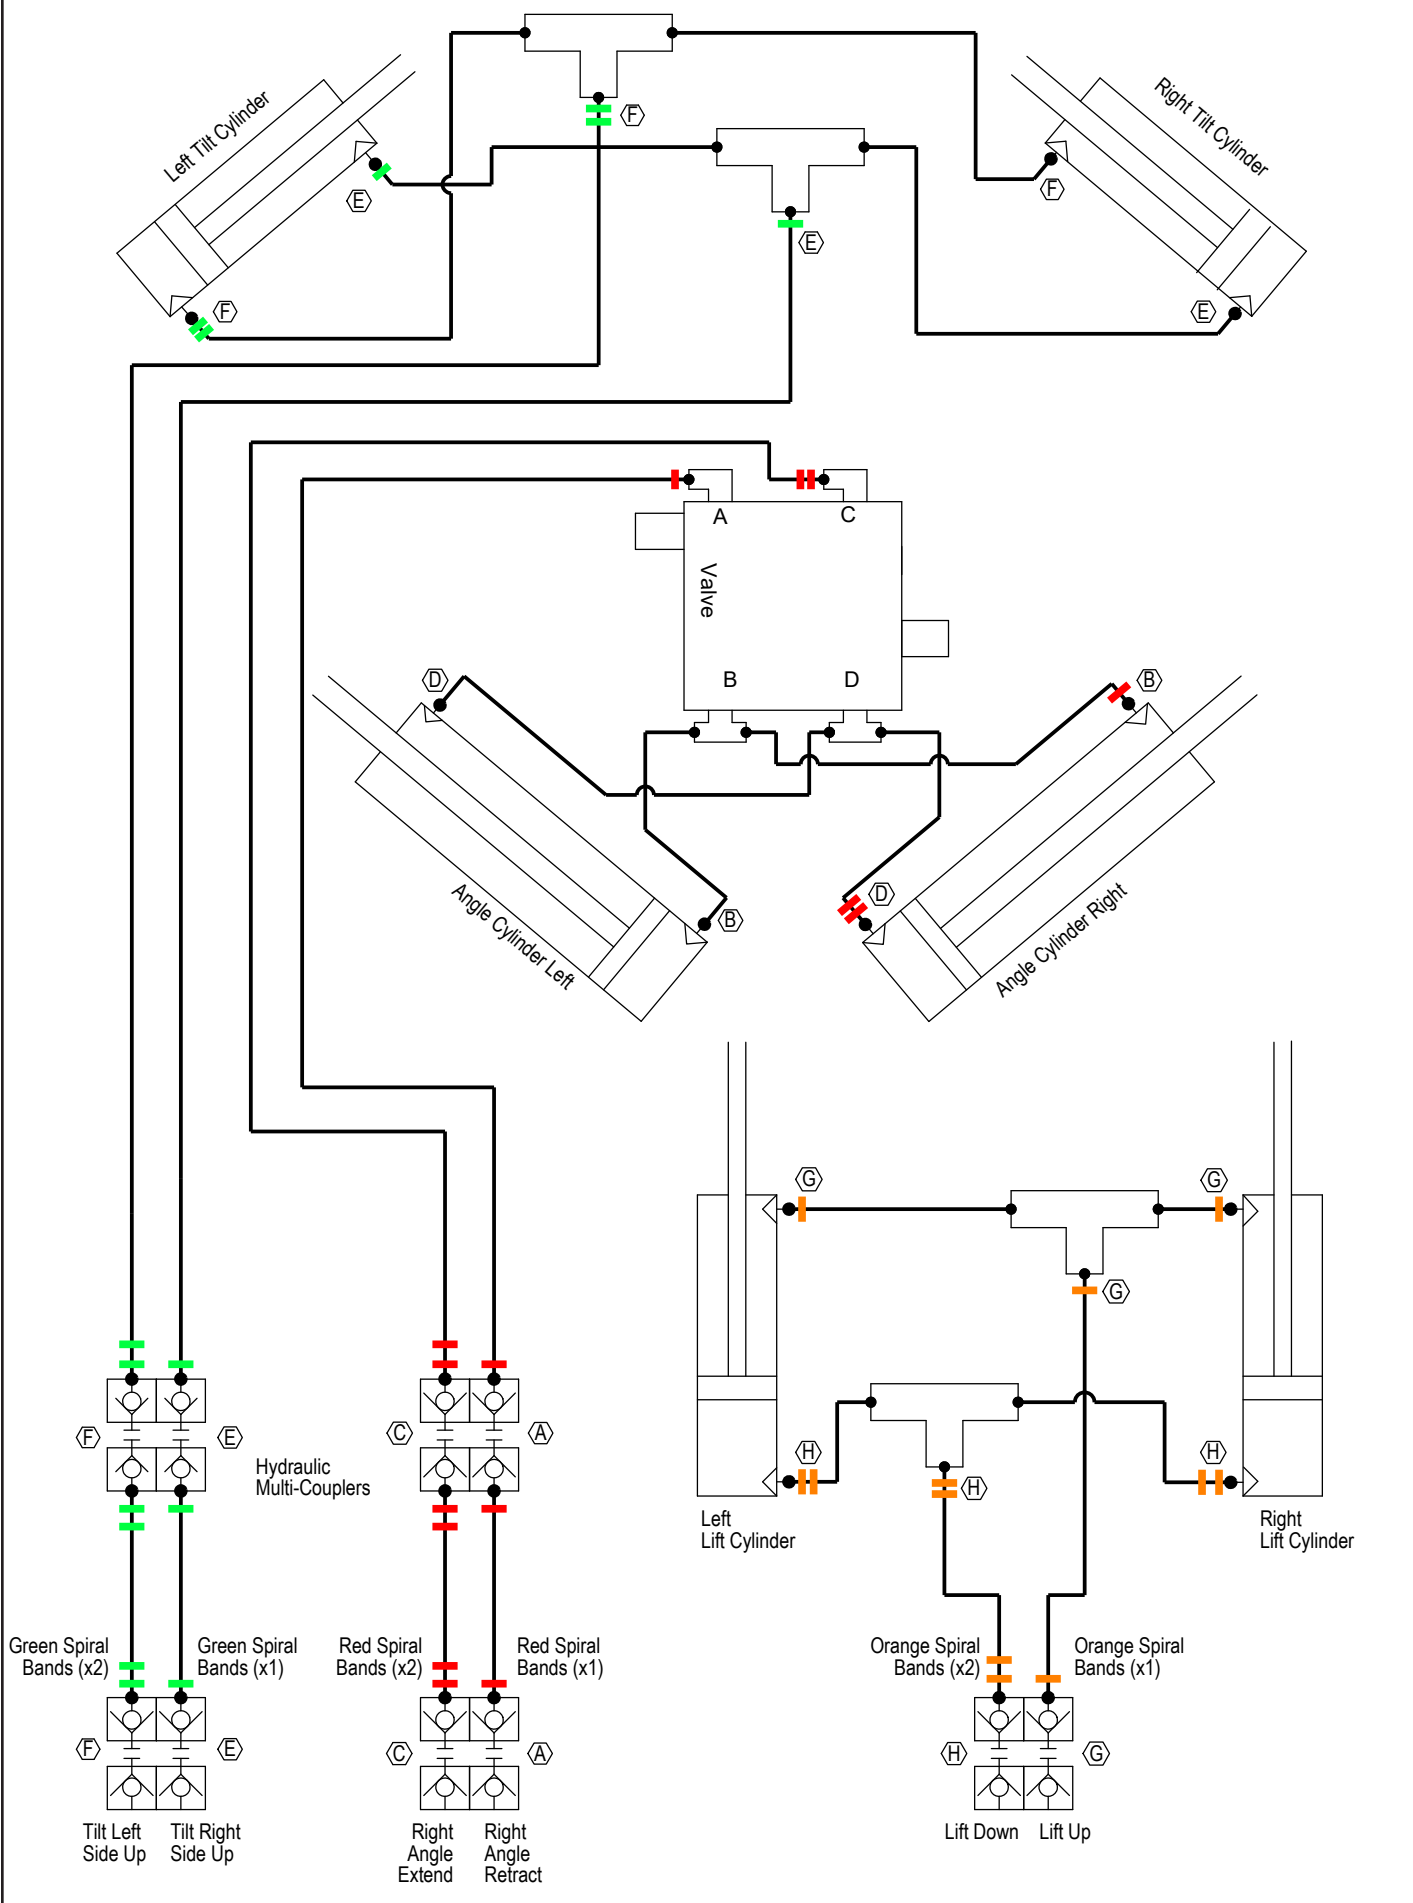 Left Tilt Cylinder
Right Tilt Cylinder
F
E
F
E
F
E
E
F
A
C
Valve
B
D
D
B
B
D
Angle Cylinder Left
Angle Cylinder Right
G
G
G
H
H
H
F
E
C
A
Hydraulic
Multi-Couplers
Left
Lift Cylinder
Right
Lift Cylinder
Green Spiral
Bands (x2)
Green Spiral
Bands (x1)
Red Spiral
Bands (x2)
Red Spiral
Bands (x1)
Orange Spiral
Bands (x2)
Orange Spiral
Bands (x1)
F
E
C
A
H
G
Tilt Left
Side Up
Tilt Right
Side Up
Right
Angle
Extend
Right
Angle
Retract
Lift Down
Lift Up